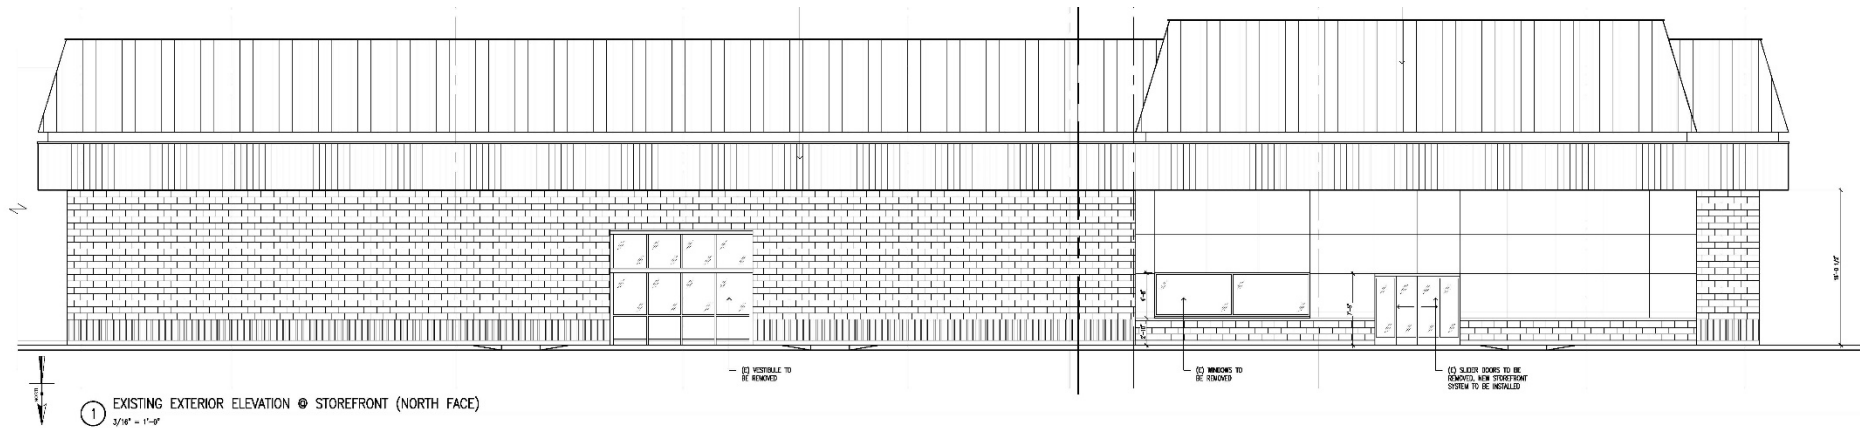 (E) VESTIBULE TO
BE REMOVED
(E) WINDOWS TO
BE REMOVED
(E) SLIDER DOORS TO BE
REMOVED, NEW STOREFRONT
SYSTEM TO BE INSTALLED
1
EXISTING EXTERIOR ELEVATION @ STOREFRONT (NORTH FACE)
3/16" = 1'-0"